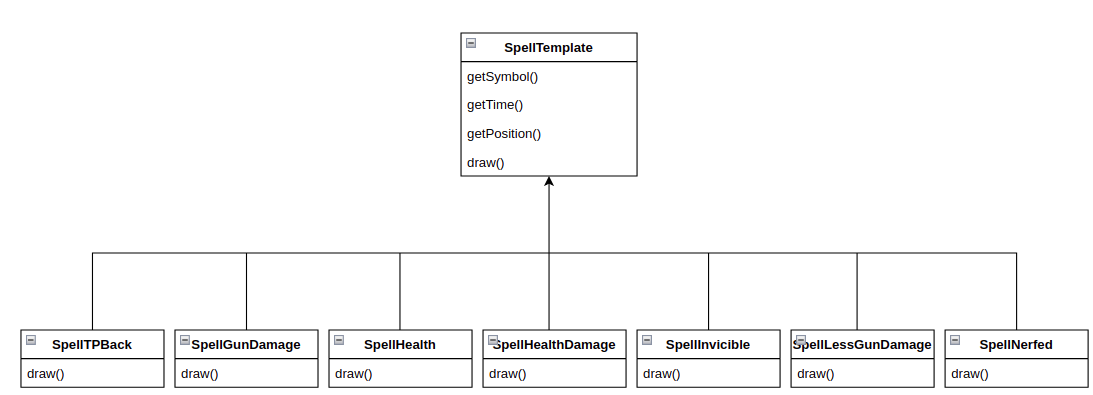 SpellTemplate
getSymbol()
getTime()
getPosition()
draw()
SpellTPBack
draw()
SpellGunDamage
draw()
SpellHealth
draw()
SpellHealthDamage
draw()
SpellInvicible
draw()
SpellLessGunDamage
draw()
SpellNerfed
draw()